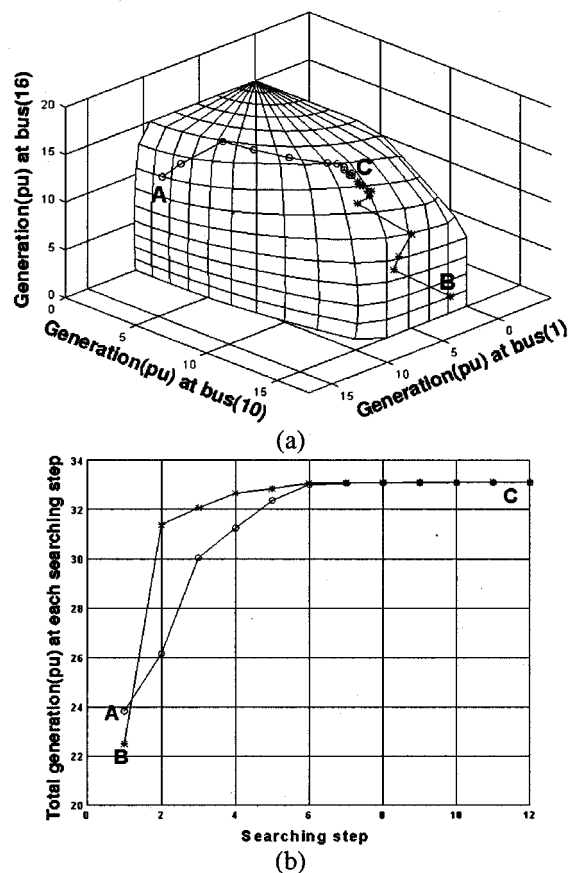 Generation(pu) at bus(16)
20
15
10
5
0
0
5
10
15
Generation(pu) at bus(10)
15
10
5
0
Generation(pu) at bus(1)
A
C
B
(a)
Total generation(pu) at each searching step
34
32
30
28
26
24
22
20
A
B
C
0 2 4 6 8 10 12
Searching step
(b)